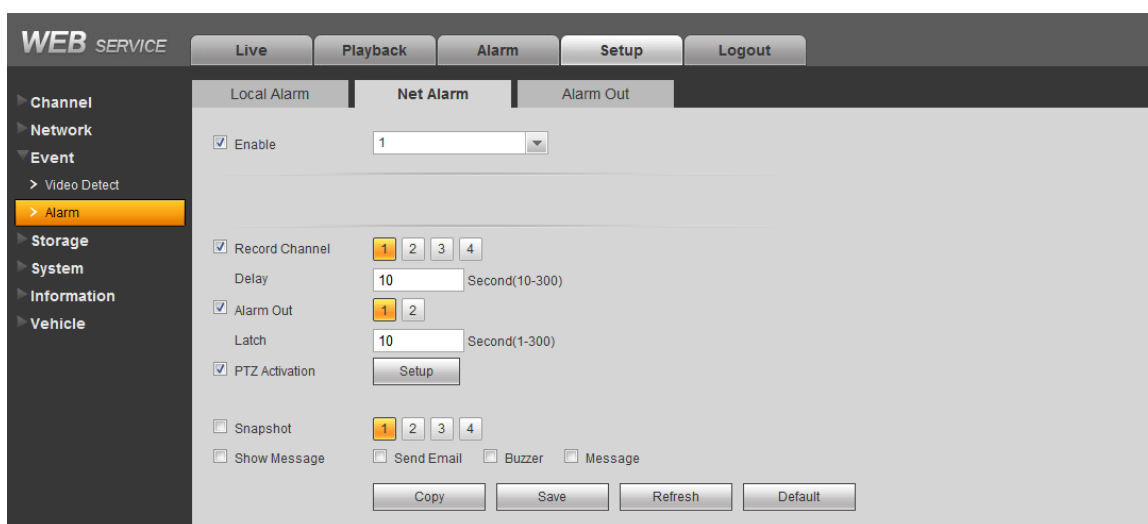 WEB SERVICE
Live Playback Alarm Setup Logout
Local Alarm Net Alarm Alarm Out
Channel
Network
Event
> Video Detect
> Alarm
Storage
System
Information
Vehicle
Enable 1
Record Channel 1 2 3 4
Delay 10 Second(10-300)
Alarm Out 1 2
Latch 10 Second(1-300)
PTZ Activation Setup
Snapshot 1 2 3 4
Show Message Send Email Buzzer Message
Copy Save Refresh Default